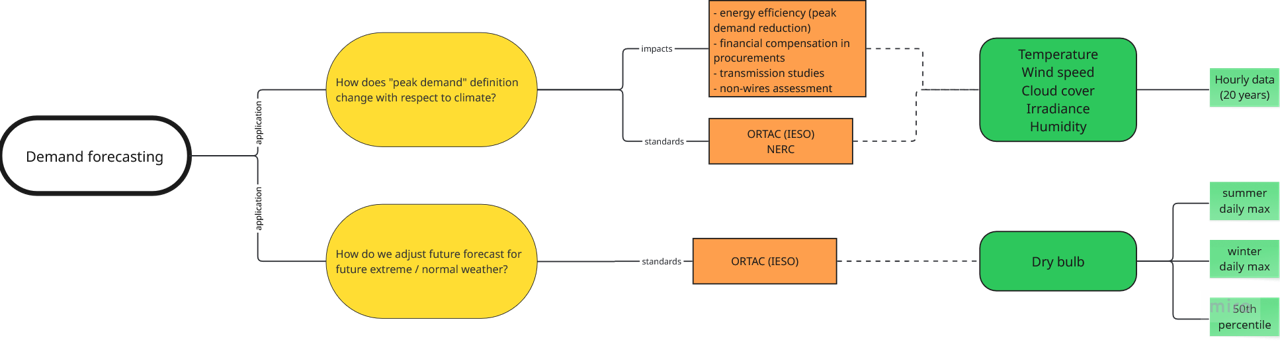 Demand forecasting
application
application
How does "peak demand" definition
change with respect to climate?
impacts
- energy efficiency (peak
demand reduction)
- financial compensation in
procurements
- transmission studies
- non-wires assessment
standards
ORTAC (IESO)
NERC
Temperature
Wind speed
Cloud cover
Irradiance
Humidity
Hourly data
(20 years)
How do we adjust future forecast for
future extreme / normal weather?
standards
ORTAC (IESO)
Dry bulb
summer
daily max
winter
daily max
miro
50th
percentile